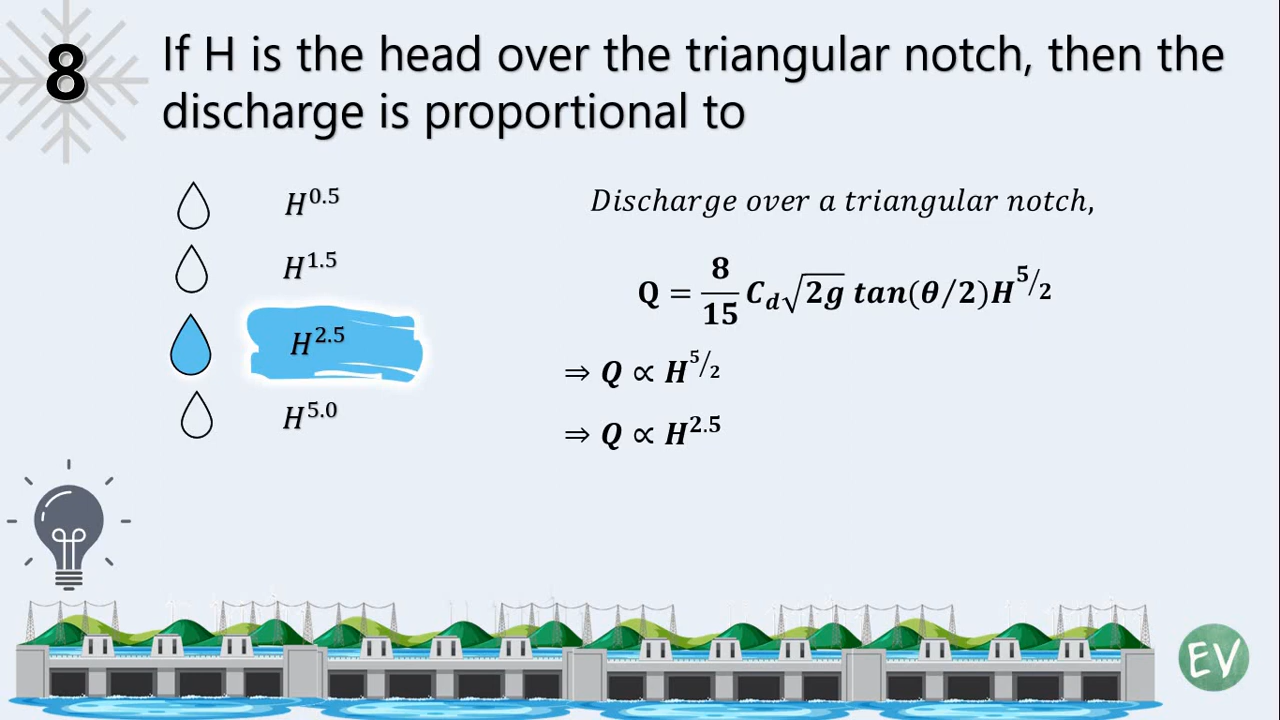 8
If H is the head over the triangular notch, then the
discharge is proportional to
H^0.5
H^1.5
H^2.5
H^5.0
Discharge over a triangular notch,
Q = 8/15 C_d √2g tan(θ/2)H^5/2
⇒ Q ∝ H^5/2
⇒ Q ∝ H^2.5
EV